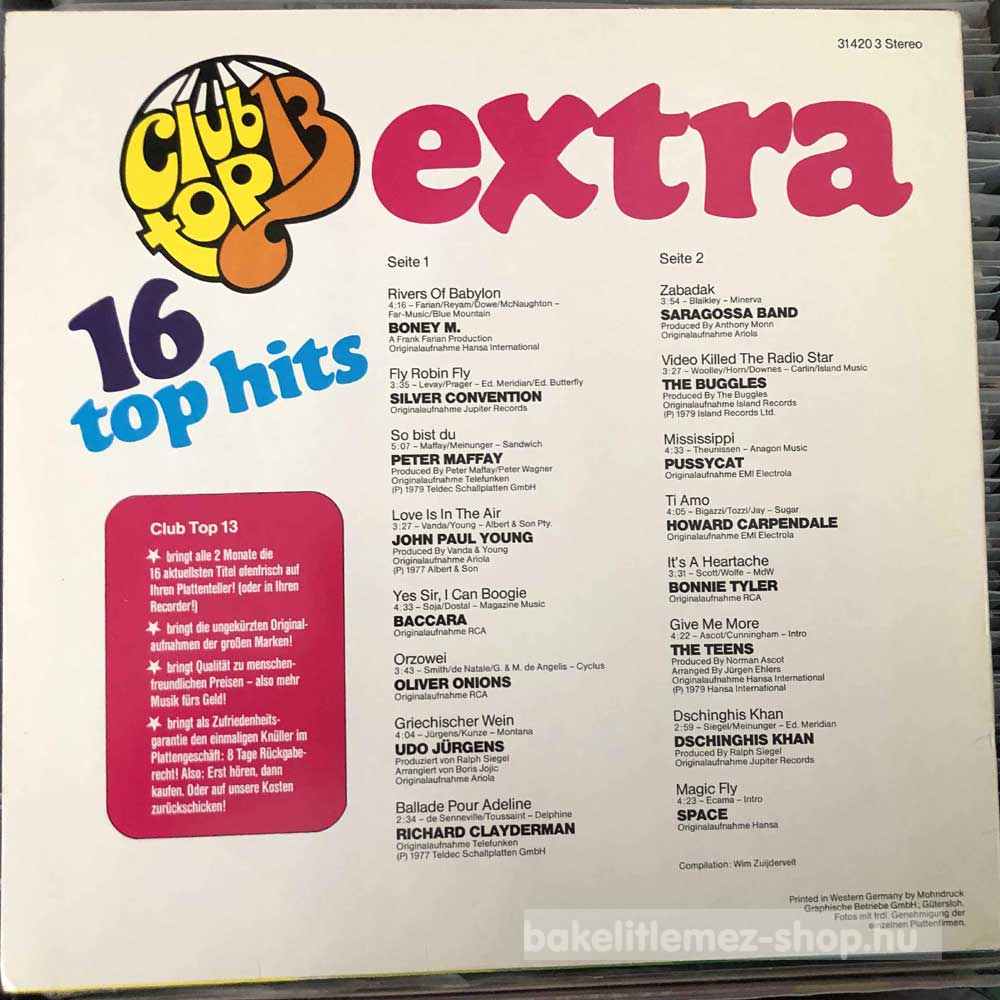 31420 3 Stereo
Club
top
13
extra
16
top hits
Seite 1
Rivers Of Babylon
4:16 – Farian/Reyam/Dowe/McNaughton –
Far-Music/Blue Mountain
BONEY M.
A Frank Farian Production
Originalaufnahme Hansa International
Fly Robin Fly
3:35 – Levay/Prager – Ed. Meridian/Ed. Butterfly
SILVER CONVENTION
Originalaufnahme Jupiter Records
So bist du
5:07 – Maffay/Meinunger – Sandwich
PETER MAFFAY
Produced By Peter Maffay/Peter Wagner
Originalaufnahme Telefunken
(P) 1979 Teldec Schallplatten GmbH
Love Is In The Air
3:27 – Vanda/Young – Albert & Son Pty.
JOHN PAUL YOUNG
Produced By Vanda & Young
Originalaufnahme Ariola
(P) 1977 Albert & Son
Yes Sir, I Can Boogie
4:33 – Soja/Dostal – Magazine Music
BACCARA
Originalaufnahme RCA
Orzowei
3:43 – Smith/de Natale/G. & M. de Angelis – Cyclus
OLIVER ONIONS
Originalaufnahme RCA
Griechischer Wein
4:04 – Jürgens/Kunze – Montana
UDO JÜRGENS
Produziert von Ralph Siegel
Arrangiert von Boris Jojic
Originalaufnahme Ariola
Ballade Pour Adeline
2:34 – de Senneville/Toussaint – Delphine
RICHARD CLAYDERMAN
Originalaufnahme Telefunken
(P) 1977 Teldec Schallplatten GmbH
Seite 2
Zabadak
3:54 – Blaikley – Minerva
SARAGOSSA BAND
Produced By Anthony Monn
Originalaufnahme Ariola
Video Killed The Radio Star
3:27 – Woolley/Horn/Downes – Carlin/Island Music
THE BUGGLES
Produced By The Buggles
Originalaufnahme Island Records
(P) 1979 Island Records Ltd.
Mississippi
4:33 – Theunissen – Anagon Music
PUSSYCAT
Originalaufnahme EMI Electrola
Ti Amo
4:05 – Bigazzi/Tozzi/Jay – Sugar
HOWARD CARPENDALE
Originalaufnahme EMI Electrola
It's A Heartache
3:31 – Scott/Wolfe – MdW
BONNIE TYLER
Originalaufnahme RCA
Give Me More
4:22 – Ascot/Cunningham – Intro
THE TEENS
Produced By Norman Ascot
Arranged By Jürgen Ehlers
Originalaufnahme Hansa International
(P) 1979 Hansa International
Dschinghis Khan
2:59 – Siegel/Meinunger – Ed. Meridian
DSCHINGHIS KHAN
Produced By Ralph Siegel
Originalaufnahme Jupiter Records
Magic Fly
4:23 – Ecama – Intro
SPACE
Originalaufnahme Hansa
Compilation: Wim Zuijdervelt
Club Top 13
bringt alle 2 Monate die
16 aktuellsten Titel ofenfrisch auf
Ihren Plattenteller! (oder in Ihren
Recorder!)
bringt die ungekürzten Original-
aufnahmen der großen Marken!
bringt Qualität zu menschen-
freundlichen Preisen – also mehr
Musik fürs Geld!
bringt als Zufriedenheits-
garantie den einmaligen Knüller im
Plattengeschäft: 8 Tage Rückgabe-
recht! Also: Erst hören, dann
kaufen. Oder auf unsere Kosten
zurückschicken!
Printed in Western Germany by Mohndruck
Graphische Betriebe GmbH, Gütersloh.
Fotos mit frdl. Genehmigung der
einzelnen Plattenfirmen.
bakelitlemez-shop.hu